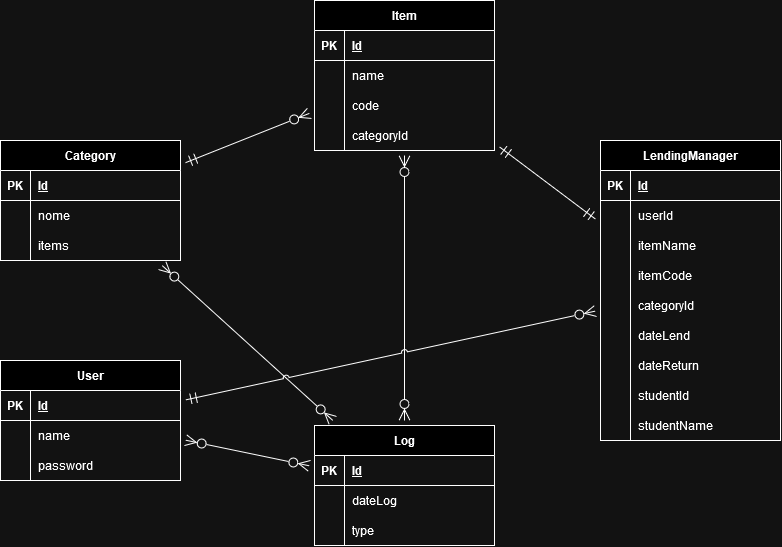 Item
PK Id
name
code
categoryId
Category
PK Id
nome
items
LendingManager
PK Id
userId
itemName
itemCode
categoryId
dateLend
dateReturn
studentId
studentName
User
PK Id
name
password
Log
PK Id
dateLog
type